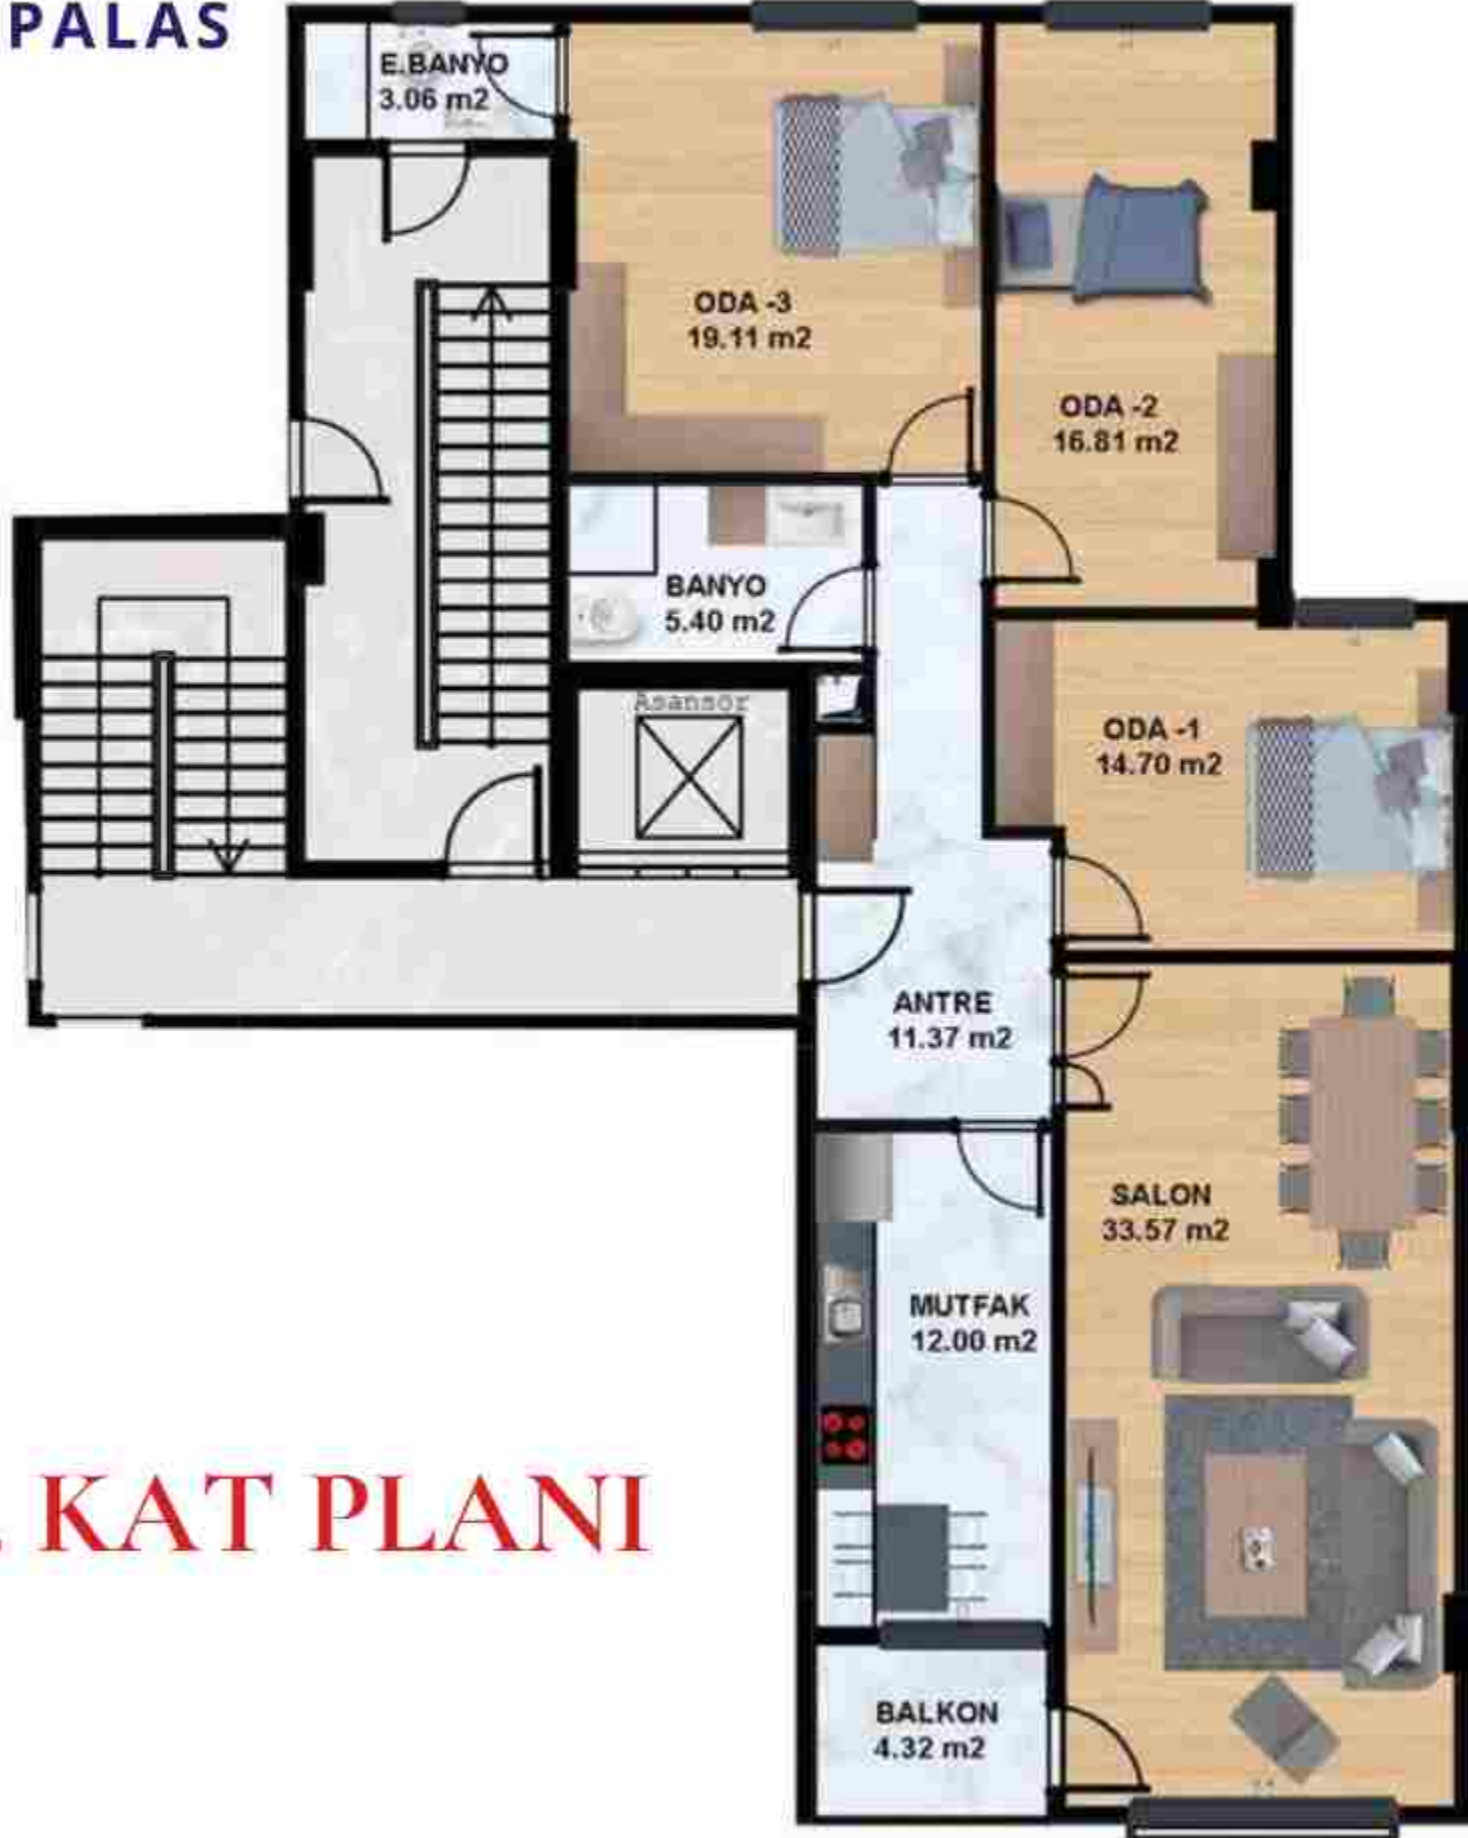 PALAS
E.BANYO
3.06 m2
ODA -3
19.11 m2
ODA -2
16.81 m2
BANYO
5.40 m2
Asansör
ODA -1
14.70 m2
ANTRE
11.37 m2
SALON
33.57 m2
MUTFAK
12.00 m2
. KAT PLANI
BALKON
4.32 m2